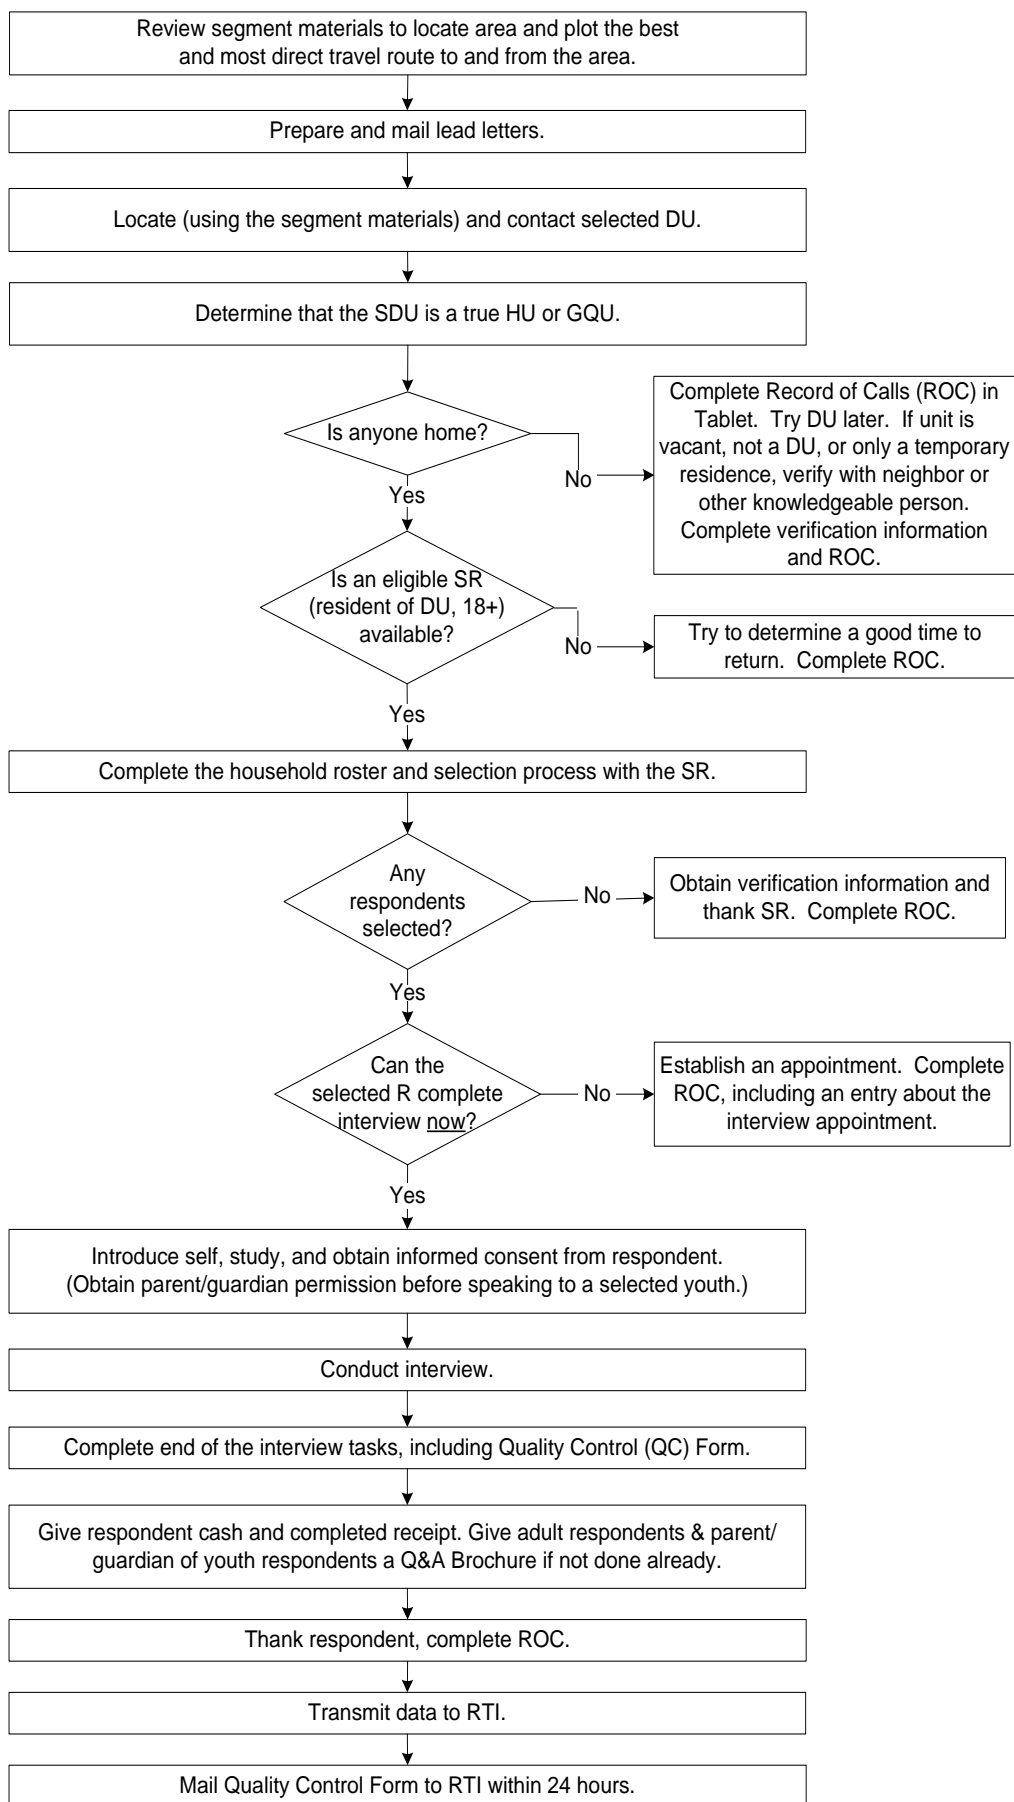 Review segment materials to locate area and plot the best
and most direct travel route to and from the area.
Prepare and mail lead letters.
Locate (using the segment materials) and contact selected DU.
Determine that the SDU is a true HU or GQU.
Is anyone home?
No
Complete Record of Calls (ROC) in
Tablet. Try DU later. If unit is
vacant, not a DU, or only a temporary
residence, verify with neighbor or
other knowledgeable person.
Complete verification information
and ROC.
Yes
Is an eligible SR
(resident of DU, 18+)
available?
No
Try to determine a good time to
return. Complete ROC.
Yes
Complete the household roster and selection process with the SR.
Any
respondents
selected?
No
Obtain verification information and
thank SR. Complete ROC.
Yes
Can the
selected R complete
interview now?
No
Establish an appointment. Complete
ROC, including an entry about the
interview appointment.
Yes
Introduce self, study, and obtain informed consent from respondent.
(Obtain parent/guardian permission before speaking to a selected youth.)
Conduct interview.
Complete end of the interview tasks, including Quality Control (QC) Form.
Give respondent cash and completed receipt. Give adult respondents & parent/
guardian of youth respondents a Q&A Brochure if not done already.
Thank respondent, complete ROC.
Transmit data to RTI.
Mail Quality Control Form to RTI within 24 hours.